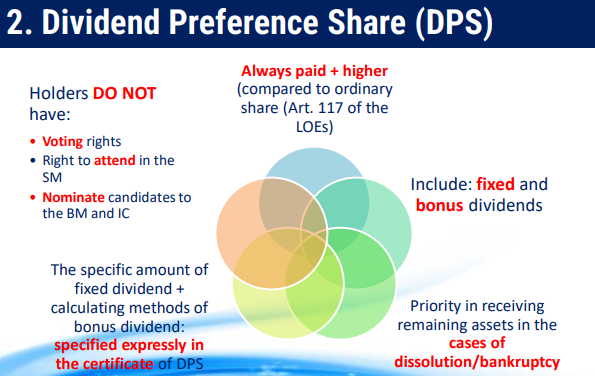 2. Dividend Preference Share (DPS)
Always paid + higher
(compared to ordinary
share (Art. 117 of the
LOEs)
Holders DO NOT
have:
• Voting rights
• Right to attend in the
SM
• Nominate candidates to
the BM and IC
Include: fixed and
bonus dividends
The specific amount of
fixed dividend +
calculating methods of
bonus dividend:
specified expressly in
the certificate of DPS
Priority in receiving
remaining assets in the
cases of
dissolution/bankruptcy